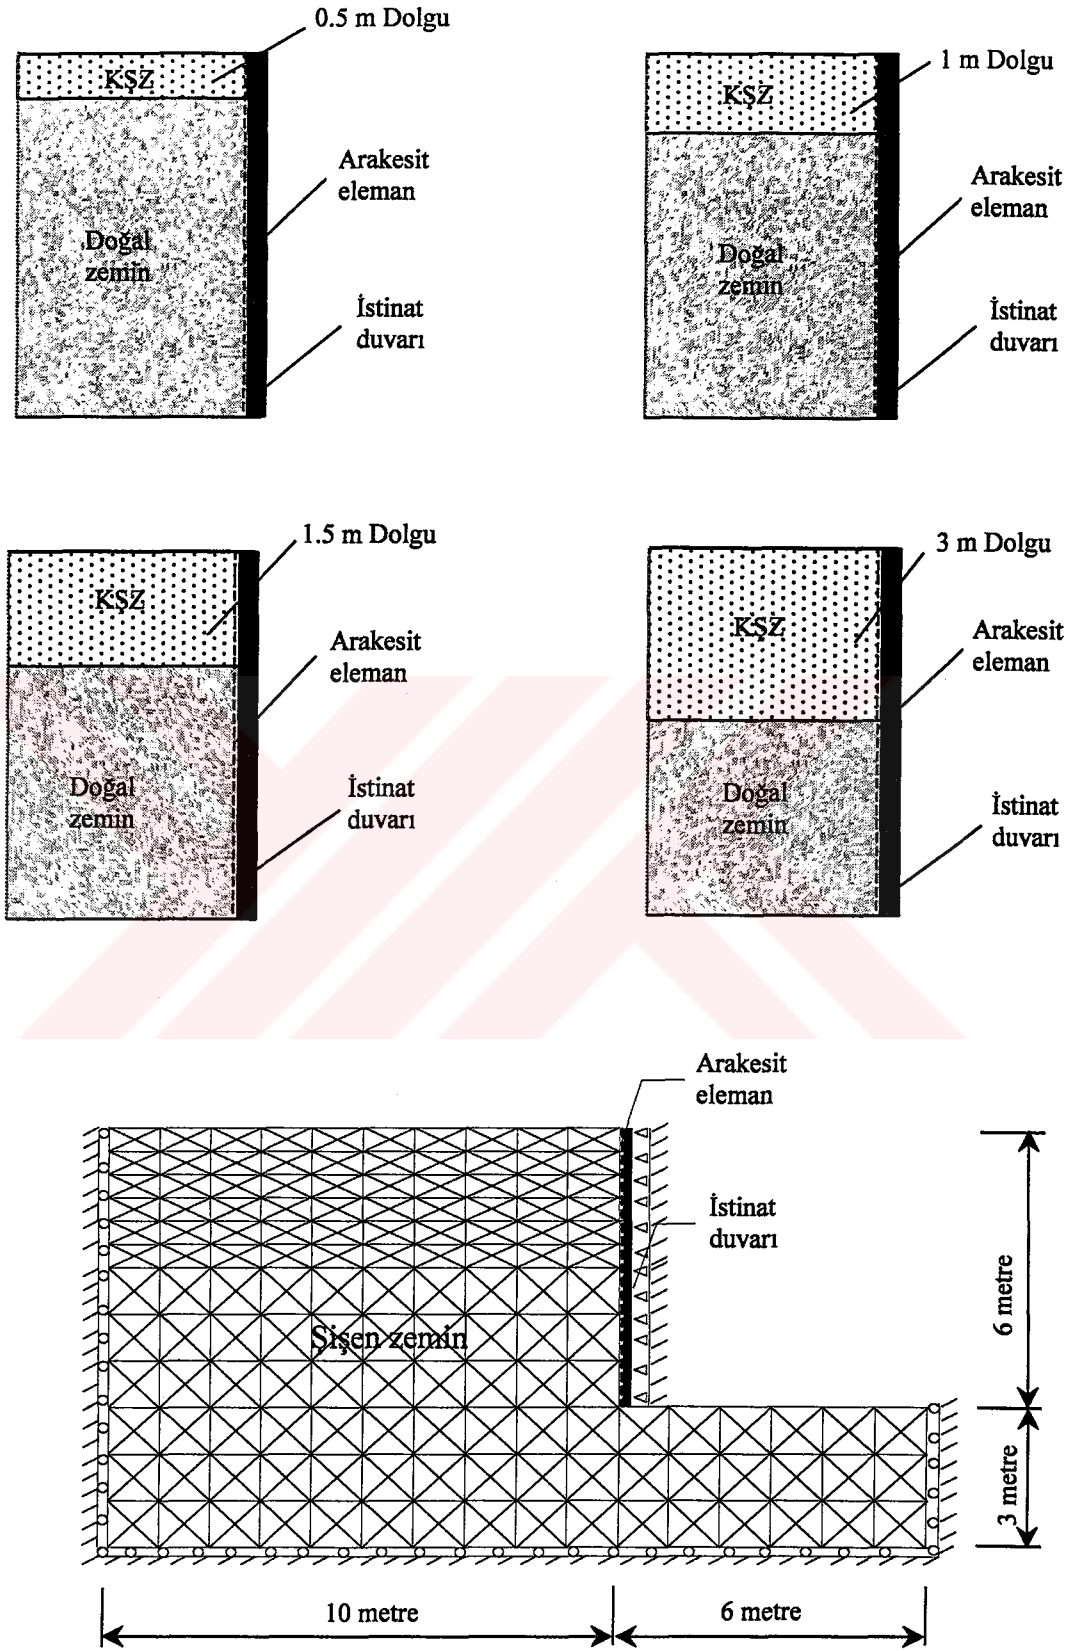 0.5 m Dolgu
KŞZ
Arakesit
eleman
Doğal
zemin
İstinat
duvarı
1 m Dolgu
KŞZ
Arakesit
eleman
Doğal
zemin
İstinat
duvarı
1.5 m Dolgu
KŞZ
Arakesit
eleman
Doğal
zemin
İstinat
duvarı
3 m Dolgu
KŞZ
Arakesit
eleman
Doğal
zemin
İstinat
duvarı
Arakesit
eleman
İstinat
duvarı
Şişen zemin
6 metre
3 metre
10 metre
6 metre